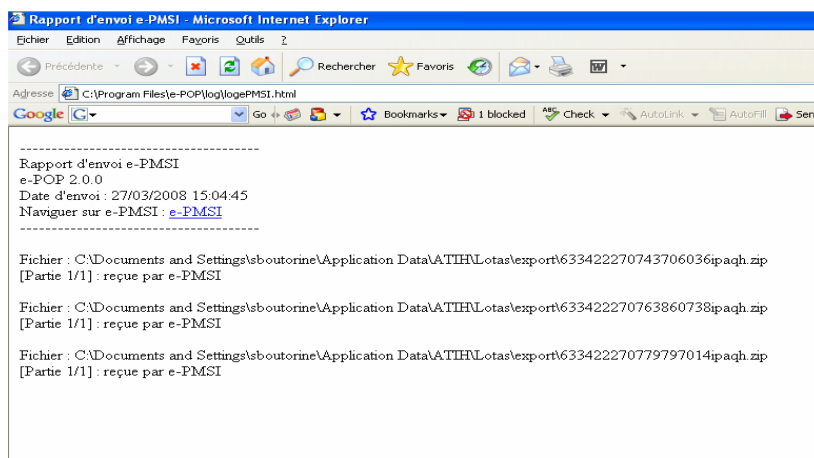 Rapport d'envoi e-PMSI - Microsoft Internet Explorer
Fichier Edition Affichage Favoris Outils ?
Précédente Rechercher Favoris
Adresse C:\Program Files\e-POP\log\logePMSI.html
Google G Go Bookmarks 1 blocked ABC Check AutoLink AutoFill Sen
-------------------------------------
Rapport d'envoi e-PMSI
e-POP 2.0.0
Date d'envoi : 27/03/2008 15:04:45
Naviguer sur e-PMSI : e-PMSI
-------------------------------------
Fichier : C:\Documents and Settings\sboutorine\Application Data\ATIH\Lotas\export\633422270743706036ipaqh.zip
[Partie 1/1] : reçue par e-PMSI
Fichier : C:\Documents and Settings\sboutorine\Application Data\ATIH\Lotas\export\633422270763860738ipaqh.zip
[Partie 1/1] : reçue par e-PMSI
Fichier : C:\Documents and Settings\sboutorine\Application Data\ATIH\Lotas\export\633422270779797014ipaqh.zip
[Partie 1/1] : reçue par e-PMSI